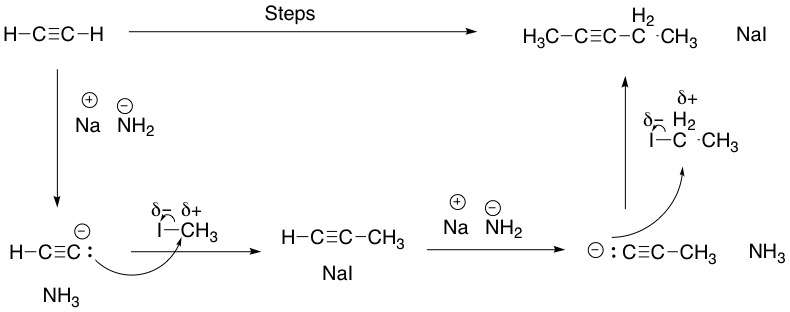 Steps
H–C≡C–H
H₃C–C≡C–C–CH₃ NaI
H₂
⊕ ⊖
Na NH₂
δ+
δ– H₂
I–C–CH₃
δ– δ+
I–CH₃
⊖
H–C≡C:
NH₃
H–C≡C–CH₃
NaI
⊕ ⊖
Na NH₂
⊖:C≡C–CH₃ NH₃